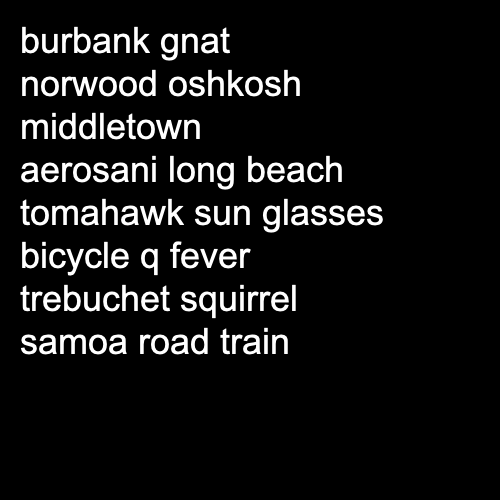 burbank gnat
norwood oshkosh
middletown
aerosani long beach
tomahawk sun glasses
bicycle q fever
trebuchet squirrel
samoa road train